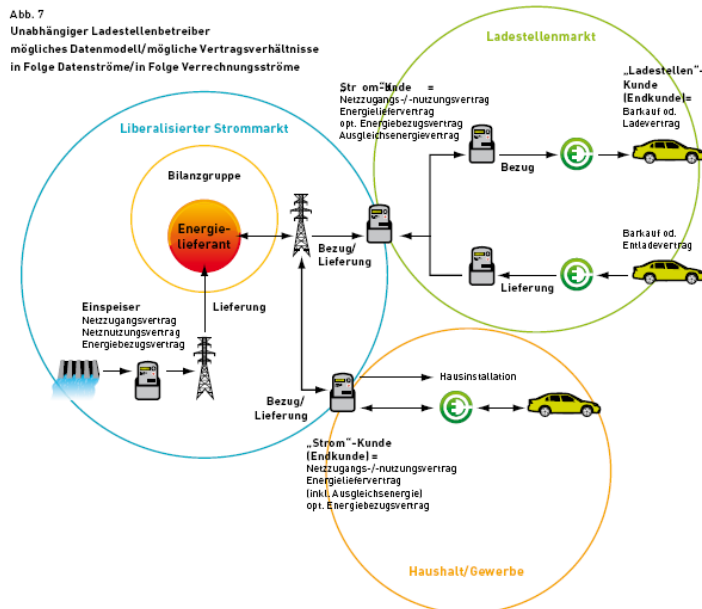 Abb. 7
Unabhängiger Ladestellenbetreiber
mögliches Datenmodell/mögliche Vertragsverhältnisse
in Folge Datenströme/in Folge Verrechnungsströme
Ladestellenmarkt
„Strom“-Kunde =
Netzzugangs-/-nutzungsvertrag
Energieliefervertrag
opt. Energiebezugsvertrag
Ausgleichsenergievertrag
„Ladestellen“-
Kunde
(Endkunde)=
Barkauf od.
Ladevertrag
Liberalisierter Strommarkt
Bilanzgruppe
Energie-
lieferant
Bezug/
Lieferung
Bezug
Barkauf od.
Entladevertrag
Lieferung
Einspeiser
Netzzugangsvertrag
Netznutzungsvertrag
Energiebezugsvertrag
Lieferung
Bezug/
Lieferung
Hausinstallation
„Strom“-Kunde
(Endkunde) =
Netzzugangs-/-nutzungsvertrag
Energieliefervertrag
(inkl. Ausgleichsenergie)
opt. Energiebezugsvertrag
Haushalt/Gewerbe